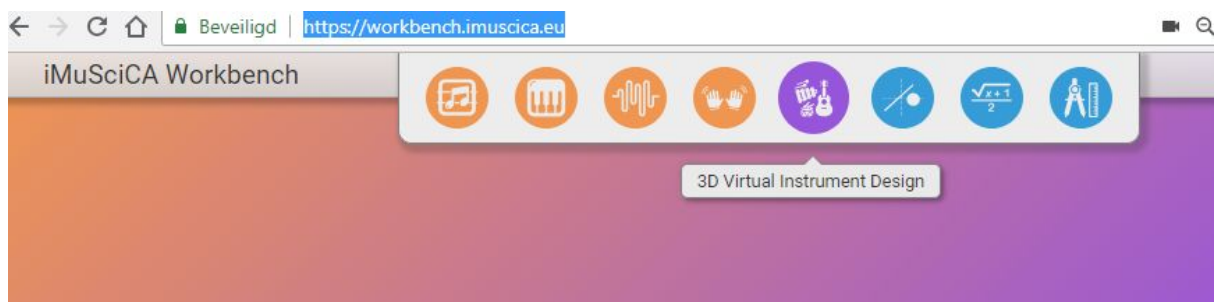 Beveiligd | https://workbench.imuscica.eu
iMuSciCA Workbench
√x+1
2
3D Virtual Instrument Design